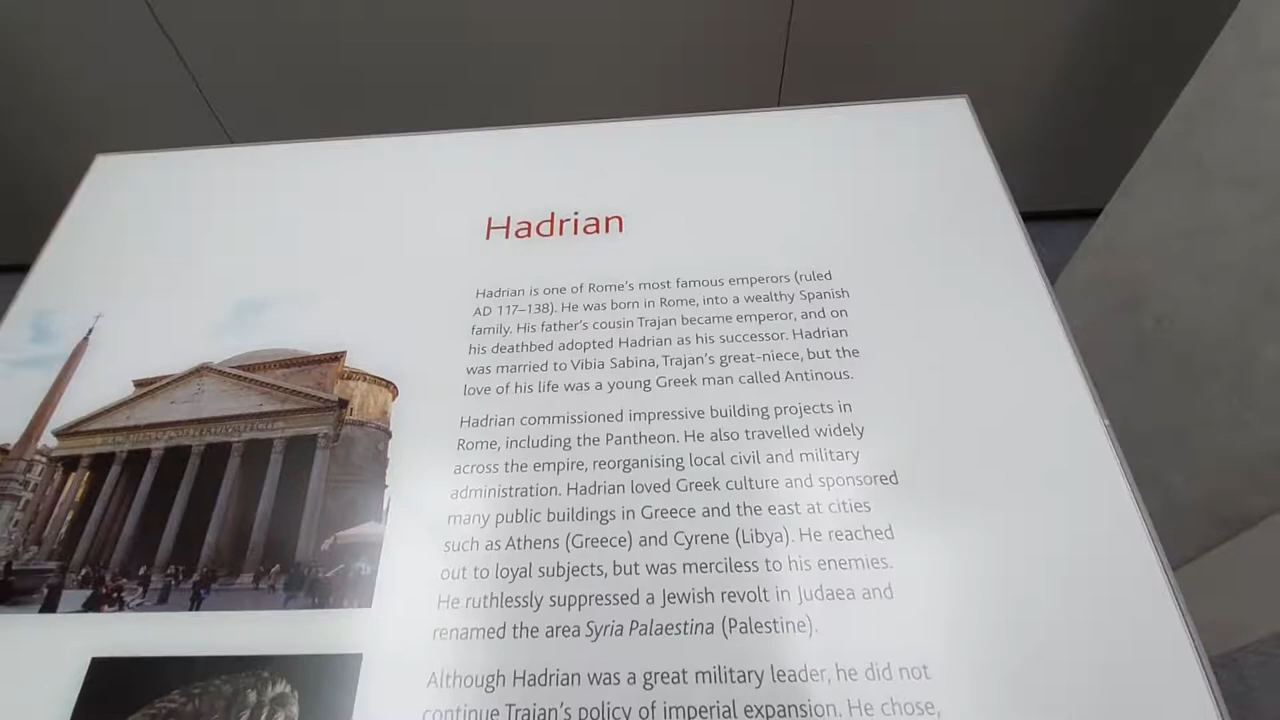 Hadrian
Hadrian is one of Rome's most famous emperors (ruled
AD 117–138). He was born in Rome, into a wealthy Spanish
family. His father's cousin Trajan became emperor, and on
his deathbed adopted Hadrian as his successor. Hadrian
was married to Vibia Sabina, Trajan's great-niece, but the
love of his life was a young Greek man called Antinous.
Hadrian commissioned impressive building projects in
Rome, including the Pantheon. He also travelled widely
across the empire, reorganising local civil and military
administration. Hadrian loved Greek culture and sponsored
many public buildings in Greece and the east at cities
such as Athens (Greece) and Cyrene (Libya). He reached
out to loyal subjects, but was merciless to his enemies.
He ruthlessly suppressed a Jewish revolt in Judaea and
renamed the area Syria Palaestina (Palestine).
Although Hadrian was a great military leader, he did not
continue Trajan's policy of imperial expansion. He chose,